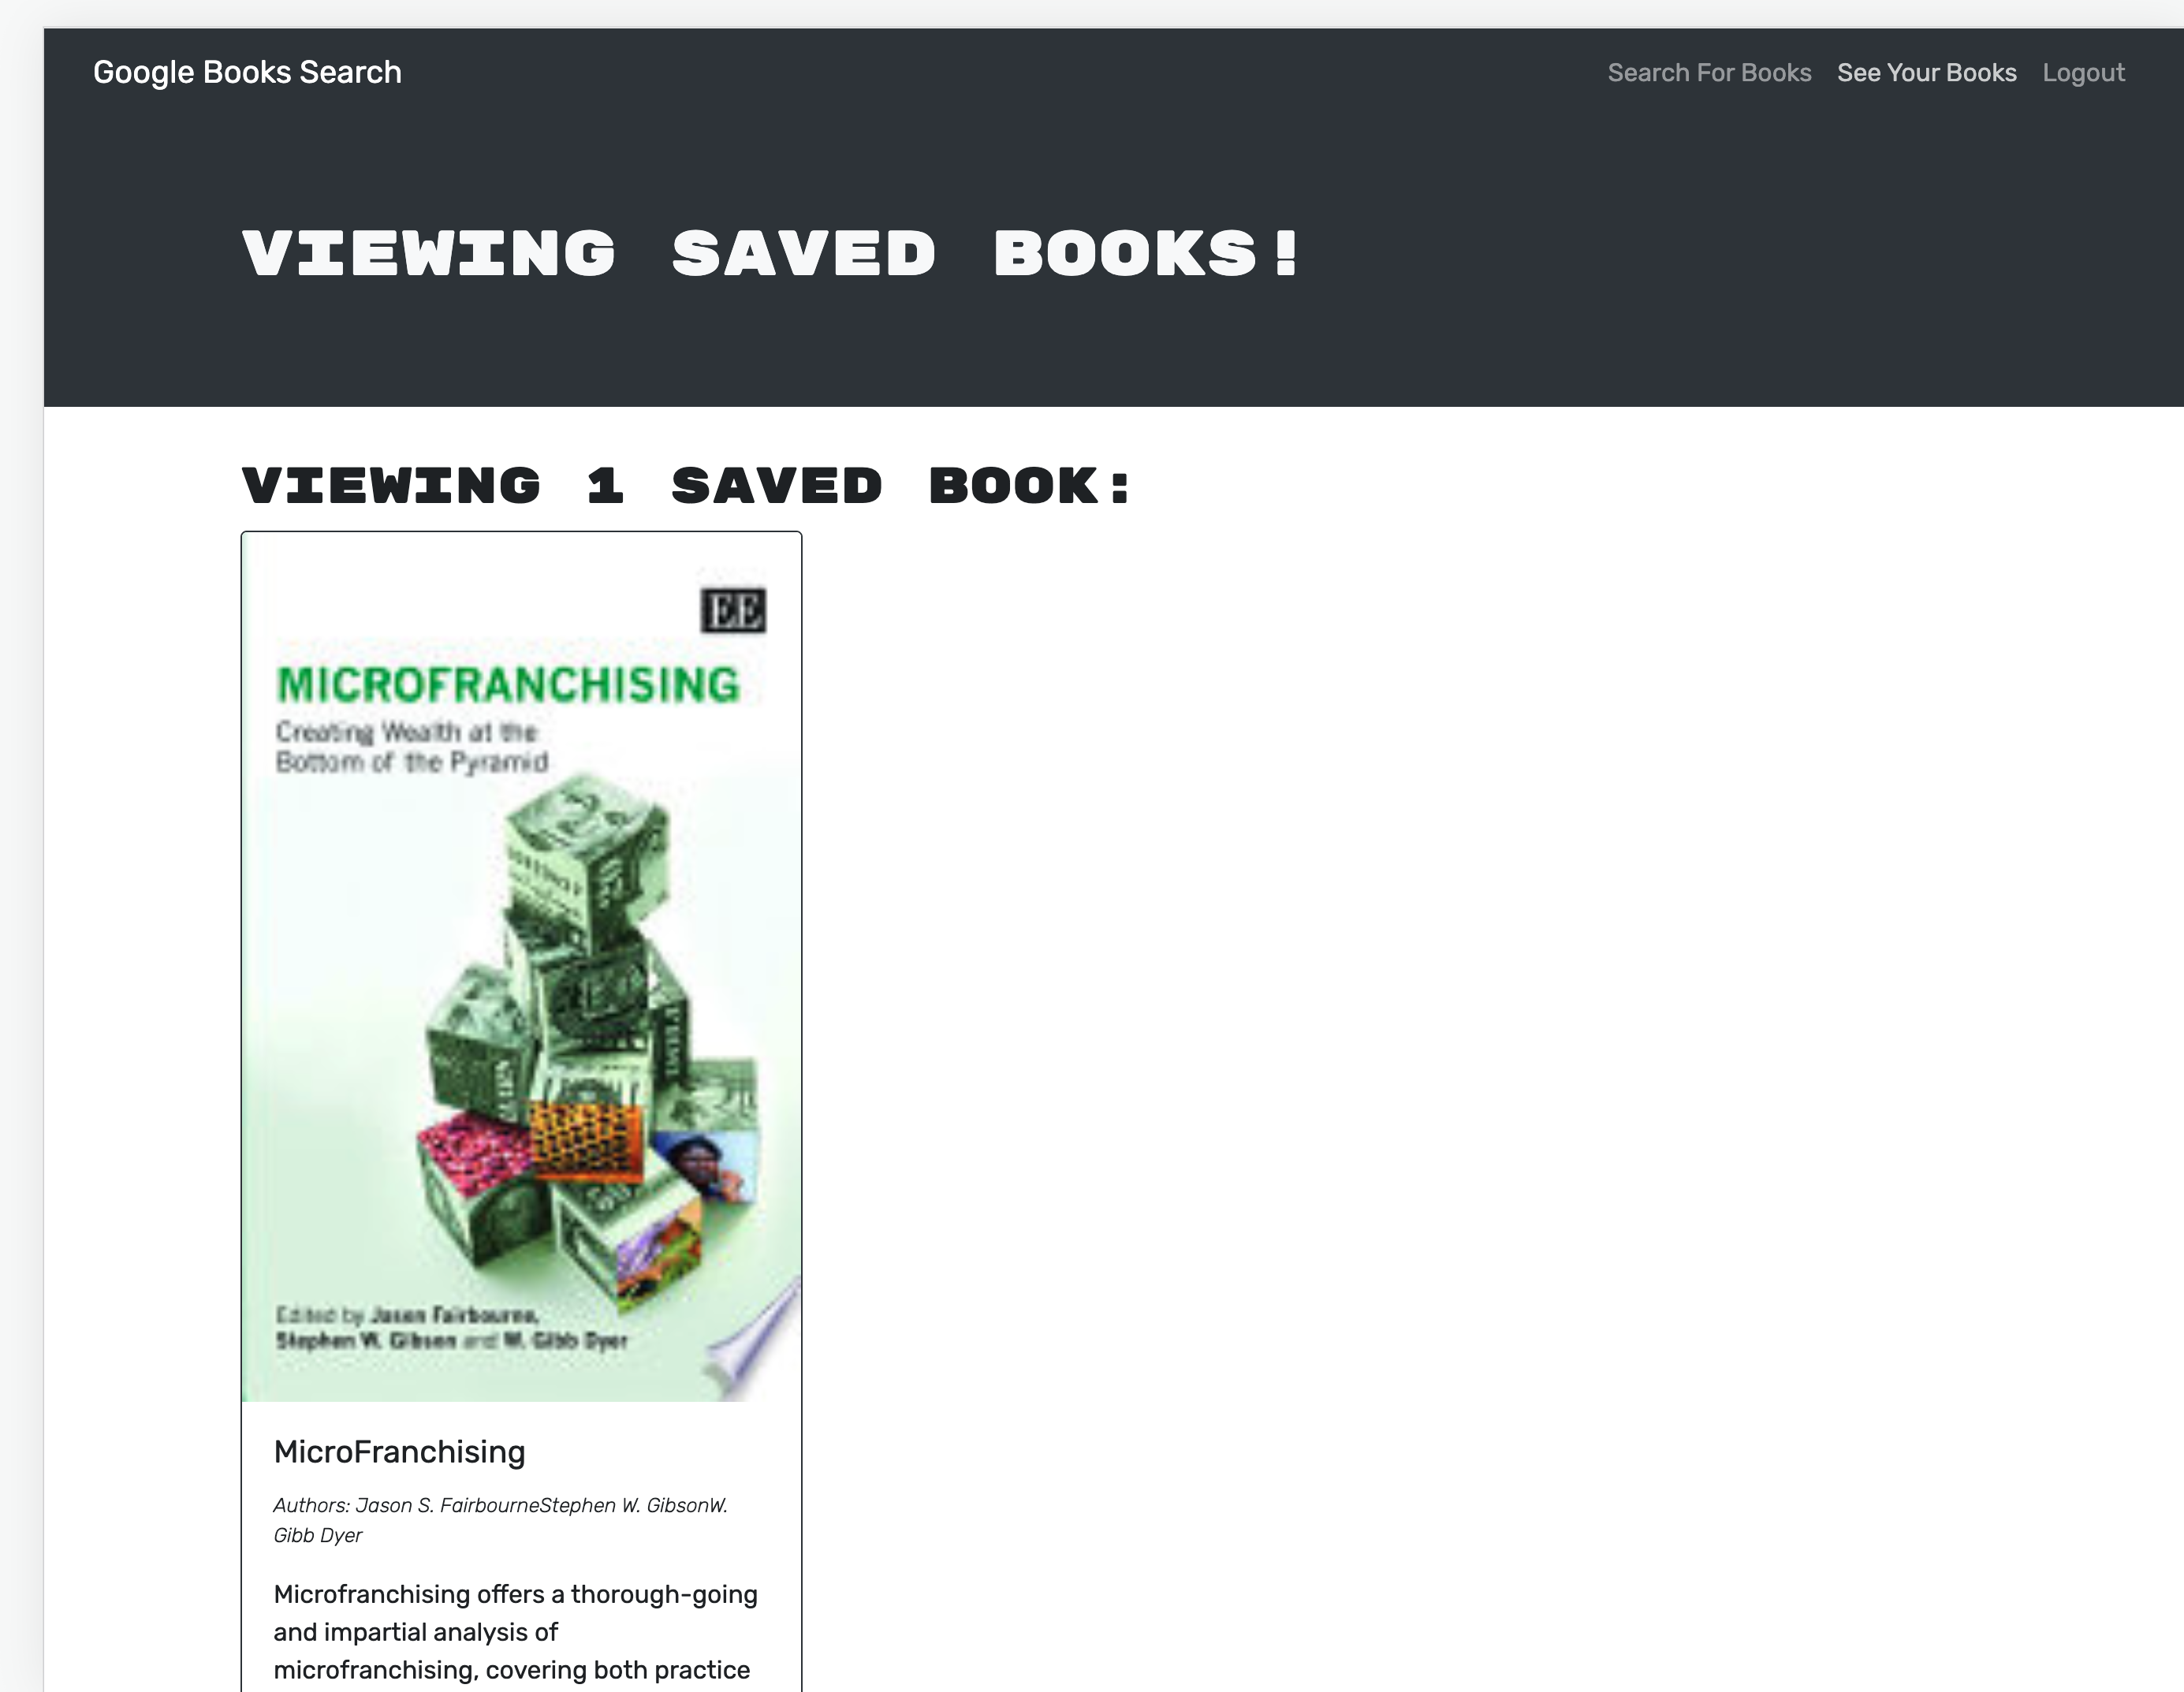 Google Books Search
Search For Books See Your Books Logout
VIEWING SAVED BOOKS!
VIEWING 1 SAVED BOOK:
EE
MICROFRANCHISING
Creating Wealth at the
Bottom of the Pyramid
Edited by Jason Fairbourne,
Stephen W. Gibson and W. Gibb Dyer
MicroFranchising
Authors: Jason S. FairbourneStephen W. GibsonW.
Gibb Dyer
Microfranchising offers a thorough-going
and impartial analysis of
microfranchising, covering both practice